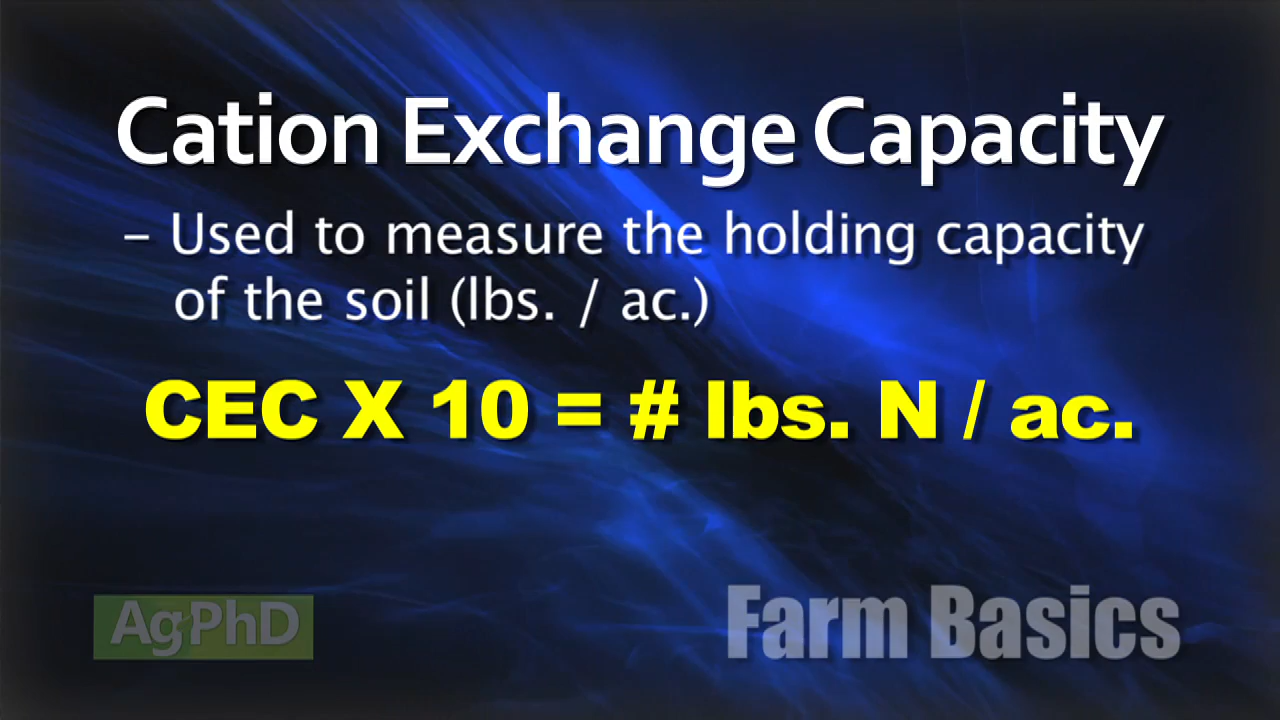 Cation Exchange Capacity
– Used to measure the holding capacity
of the soil (lbs. / ac.)
CEC X 10 = # lbs. N / ac.
AgPhD
Farm Basics